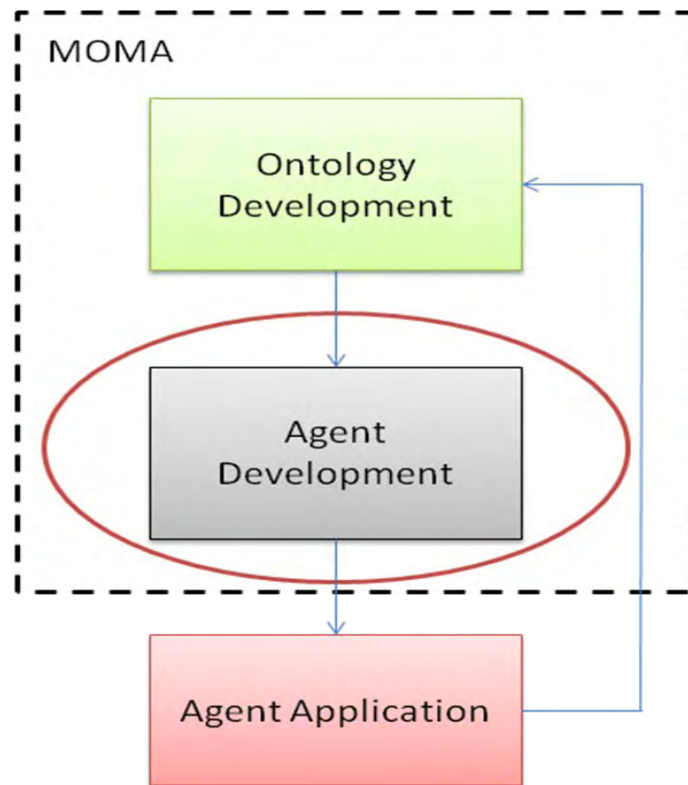 MOMA
Ontology
Development
Agent
Development
Agent Application